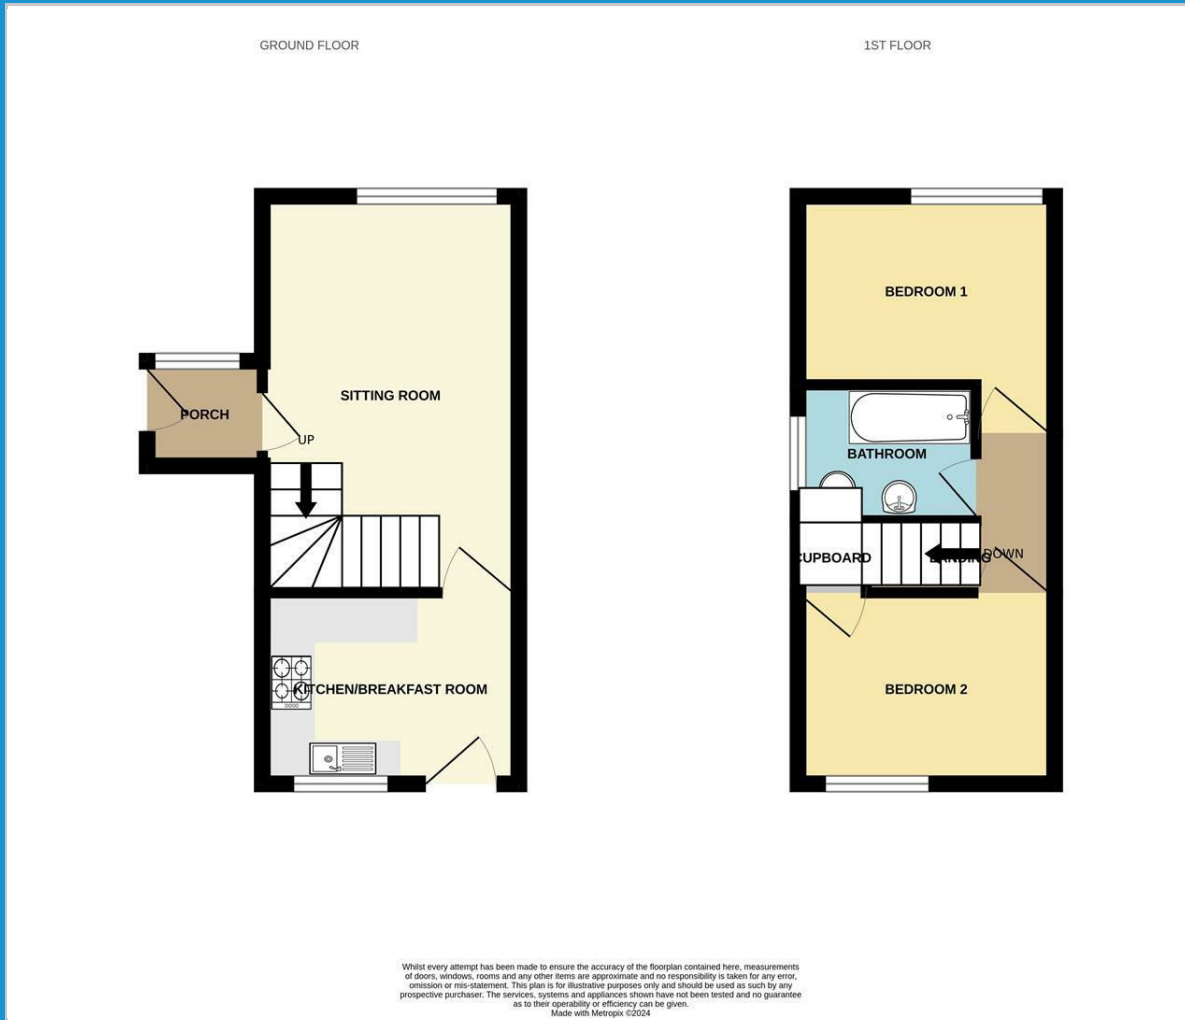 GROUND FLOOR
1ST FLOOR
BEDROOM 1
SITTING ROOM
PORCH
UP
BATHROOM
CUPBOARD
LANDING
DOWN
KITCHEN/BREAKFAST ROOM
BEDROOM 2
Whilst every attempt has been made to ensure the accuracy of the floorplan contained here, measurements
of doors, windows, rooms and any other items are approximate and no responsibility is taken for any error,
omission or mis-statement. This plan is for illustrative purposes only and should be used as such by any
prospective purchaser. The services, systems and appliances shown have not been tested and no guarantee
as to their operability or efficiency can be given.
Made with Metropix ©2024